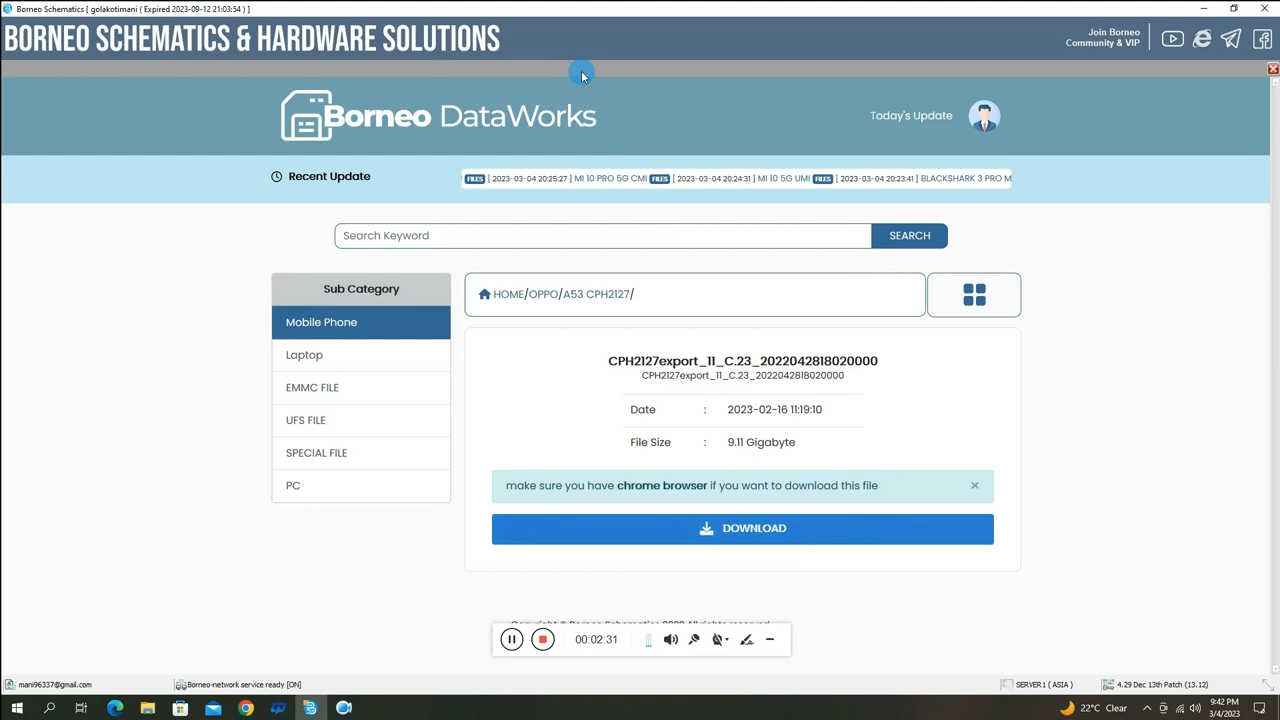 Borneo Schematics [ golakotimani ( Expired 2023-09-12 21:03:54 ) ]
BORNEO SCHEMATICS & HARDWARE SOLUTIONS
Join Borneo
Community & VIP
Borneo DataWorks
Today's Update
Recent Update
FILES [ 2023-03-04 20:25:27 ] MI 10 PRO 5G CMI FILES [ 2023-03-04 20:24:31 ] MI 10 5G UMI FILES [ 2023-03-04 20:23:41 ] BLACKSHARK 3 PRO M
Search Keyword
SEARCH
Sub Category
Mobile Phone
Laptop
EMMC FILE
UFS FILE
SPECIAL FILE
PC
HOME/OPPO/A53 CPH2127/
CPH2127export_11_C.23_2022042818020000
CPH2127export_11_C.23_2022042818020000
Date : 2023-02-16 11:19:10
File Size : 9.11 Gigabyte
make sure you have chrome browser if you want to download this file ×
DOWNLOAD
00:02:31
mani96337@gmail.com
Borneo-network service ready [ON]
SERVER 1 ( ASIA )
4.29 Dec 13th Patch (13.12)
22°C Clear
9:42 PM
3/4/2023